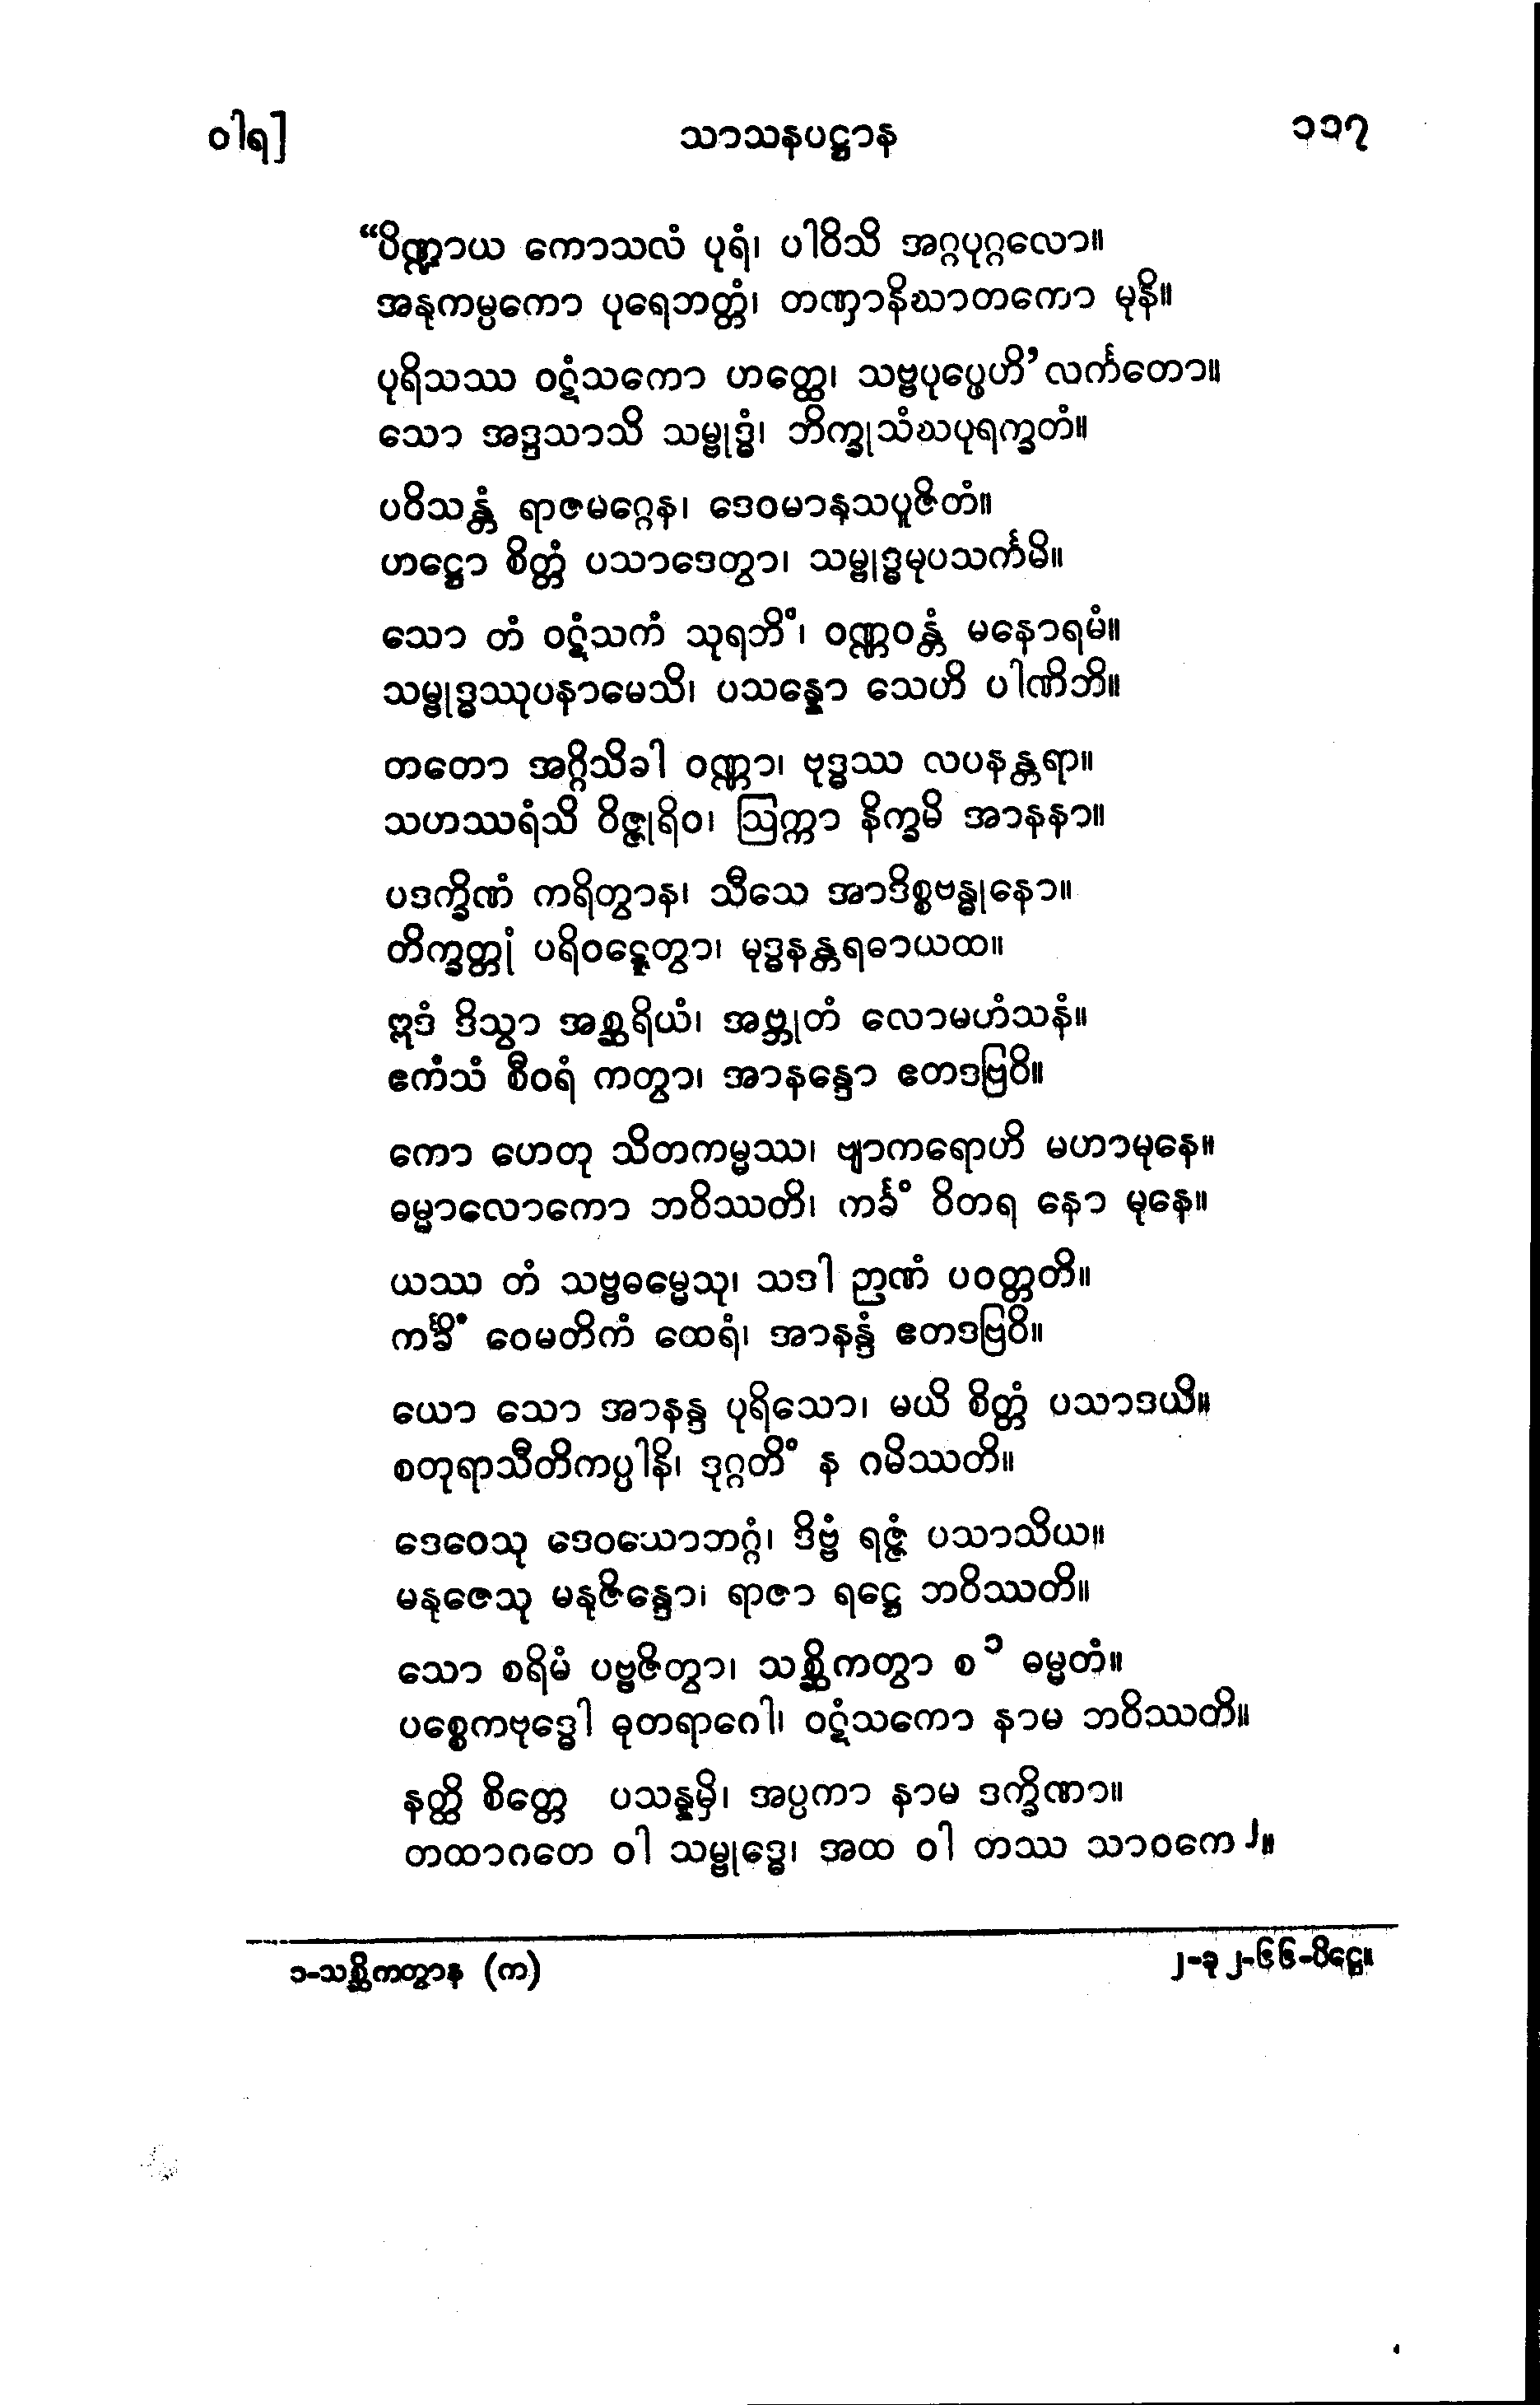 ဝါရ]
သာသနပဋ္ဌာန
၁၁၇
“ပိဏ္ဍာယ ကောသလံ ပုရံ၊ ပါဝိသိ အဂ္ဂပုဂ္ဂလော။
အနုကမ္ပကော ပုရေဘတ္တံ၊ တဏှာနိဃာတကော မုနိ။
ပုရိသဿ ဝဋံသကော ဟတ္ထေ၊ သဗ္ဗပုပ္ဖေဟိ’လင်္ကတော။
သော အဒ္ဒသာသိ သမ္ဗုဒ္ဓံ၊ ဘိက္ခုသံဃပုရက္ခတံ။
ပဝိသန္တံ ရာဇမဂ္ဂေန၊ ဒေဝမာနုသပူဇိတံ။
ဟဋ္ဌော စိတ္တံ ပသာဒေတွာ၊ သမ္ဗုဒ္ဓမုပသင်္ကမိ။
သော တံ ဝဋံသကံ သုရဘိံ၊ ဝဏ္ဏဝန္တံ မနောရမံ။
သမ္ဗုဒ္ဓဿုပနာမေသိ၊ ပသန္နော သေဟိ ပါဏိဘိ။
တတော အဂ္ဂိသိခါ ဝဏ္ဏာ၊ ဗုဒ္ဓဿ လပနန္တရာ။
သဟဿရံသိ ဝိဇ္ဇုရိဝ၊ ဩက္ကာ နိက္ခမိ အာနနာ။
ပဒက္ခိဏံ ကရိတွာန၊ သီသေ အာဒိစ္စဗန္ဓုနော။
တိက္ခတ္တုံ ပရိဝဋ္ဋေတွာ၊ မုဒ္ဓနန္တရဓာယထ။
ဣဒံ ဒိသွာ အစ္ဆရိယံ၊ အဗ္ဘုတံ လောမဟံသနံ။
ဧကံသံ စီဝရံ ကတွာ၊ အာနန္ဒော ဧတဒဗြဝိ။
ကော ဟေတု သိတကမ္မဿ၊ ဗျာကရောဟိ မဟာမုနေ။
ဓမ္မာလောကော ဘဝိဿတိ၊ ကင်္ခံ ဝိတရ နော မုနေ။
ယဿ တံ သဗ္ဗဓမ္မေသု၊ သဒါ ဉာဏံ ပဝတ္တတိ။
ကင်္ခိံ ဝေမတိကံ ထေရံ၊ အာနန္ဒံ ဧတဒဗြဝိ။
ယော သော အာနန္ဒ ပုရိသော၊ မယိ စိတ္တံ ပသာဒယိ။
စတုရာသီတိကပ္ပါနိ၊ ဒုဂ္ဂတိံ န ဂမိဿတိ။
ဒေဝေသု ဒေဝသောဘဂ္ဂံ၊ ဒိဗ္ဗံ ရဇ္ဇံ ပသာသိယ။
မနုဇေသု မနုဇိန္ဒော၊ ရာဇာ ရဋ္ဌေ ဘဝိဿတိ။
သော စရိမံ ပဗ္ဗဇိတွာ၊ သစ္ဆိကတွာ စ ၁ ဓမ္မတံ။
ပစ္စေကဗုဒ္ဓေါ ဓုတရာဂေါ၊ ဝဋံသကော နာမ ဘဝိဿတိ။
နတ္ထိ စိတ္တေ ပသန္နမှိ၊ အပ္ပကာ နာမ ဒက္ခိဏာ။
တထာဂတေ ဝါ သမ္ဗုဒ္ဓေ၊ အထ ဝါ တဿ သာဝကေ ၂။
၁-သစ္ဆိကတွာန (က)
၂-ခု ၂-၆၆-ပိဋ္ဌေ။